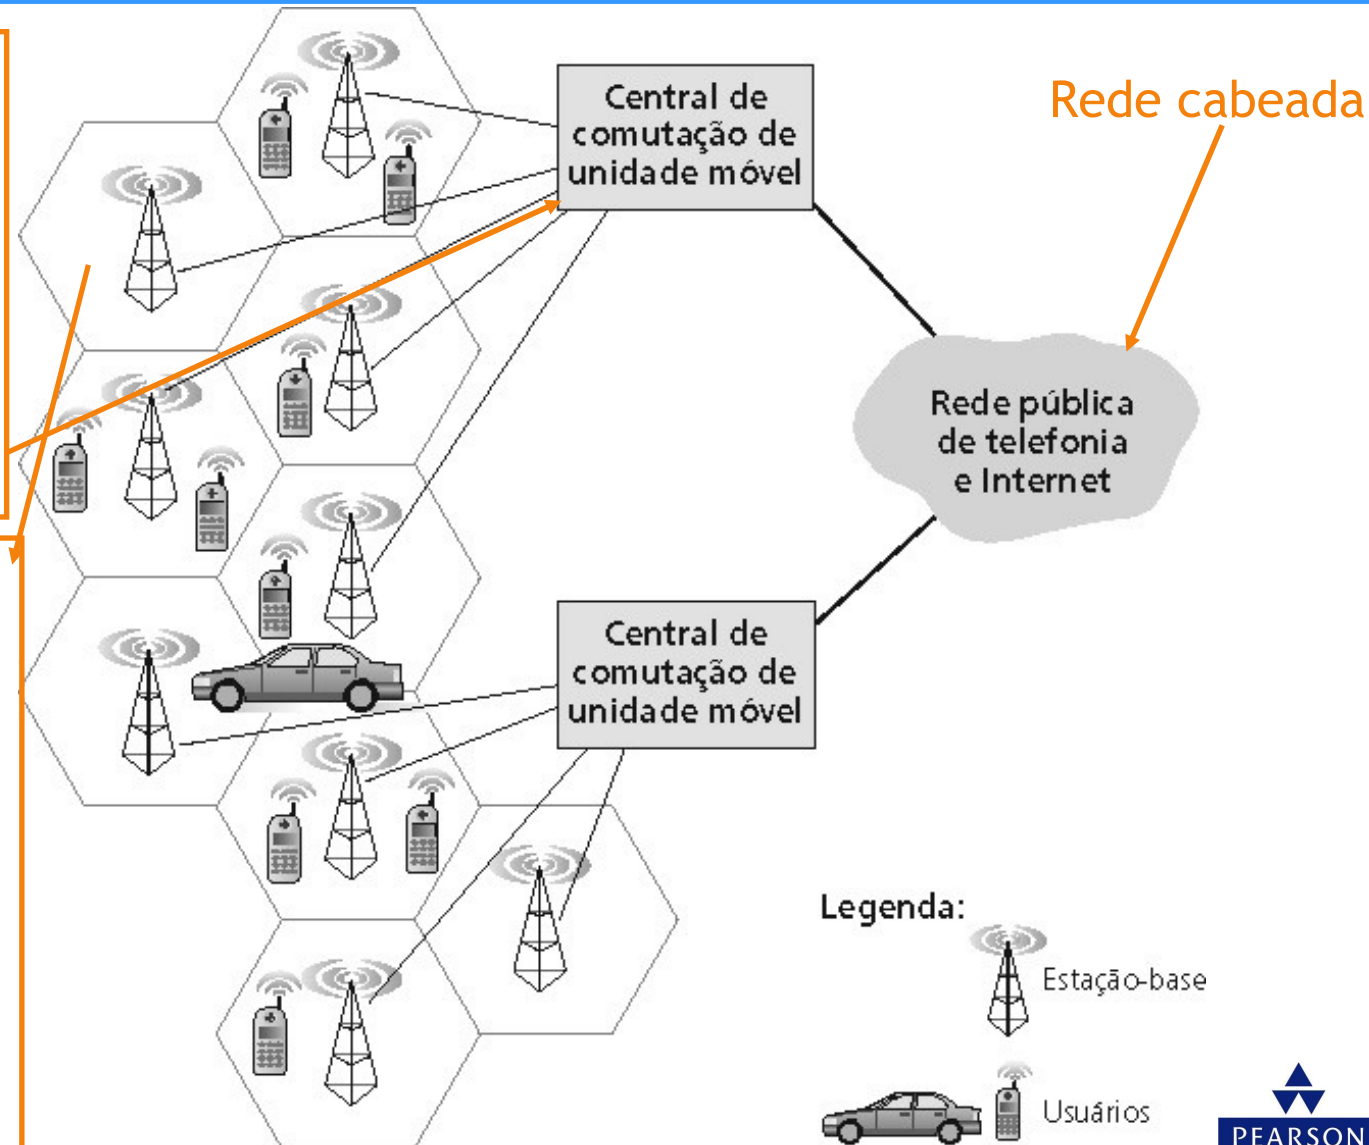 Central de
comutação de
unidade móvel
Rede cabeada
Rede pública
de telefonia
e Internet
Central de
comutação de
unidade móvel
Legenda:
Estação-base
Usuários
PEARSON